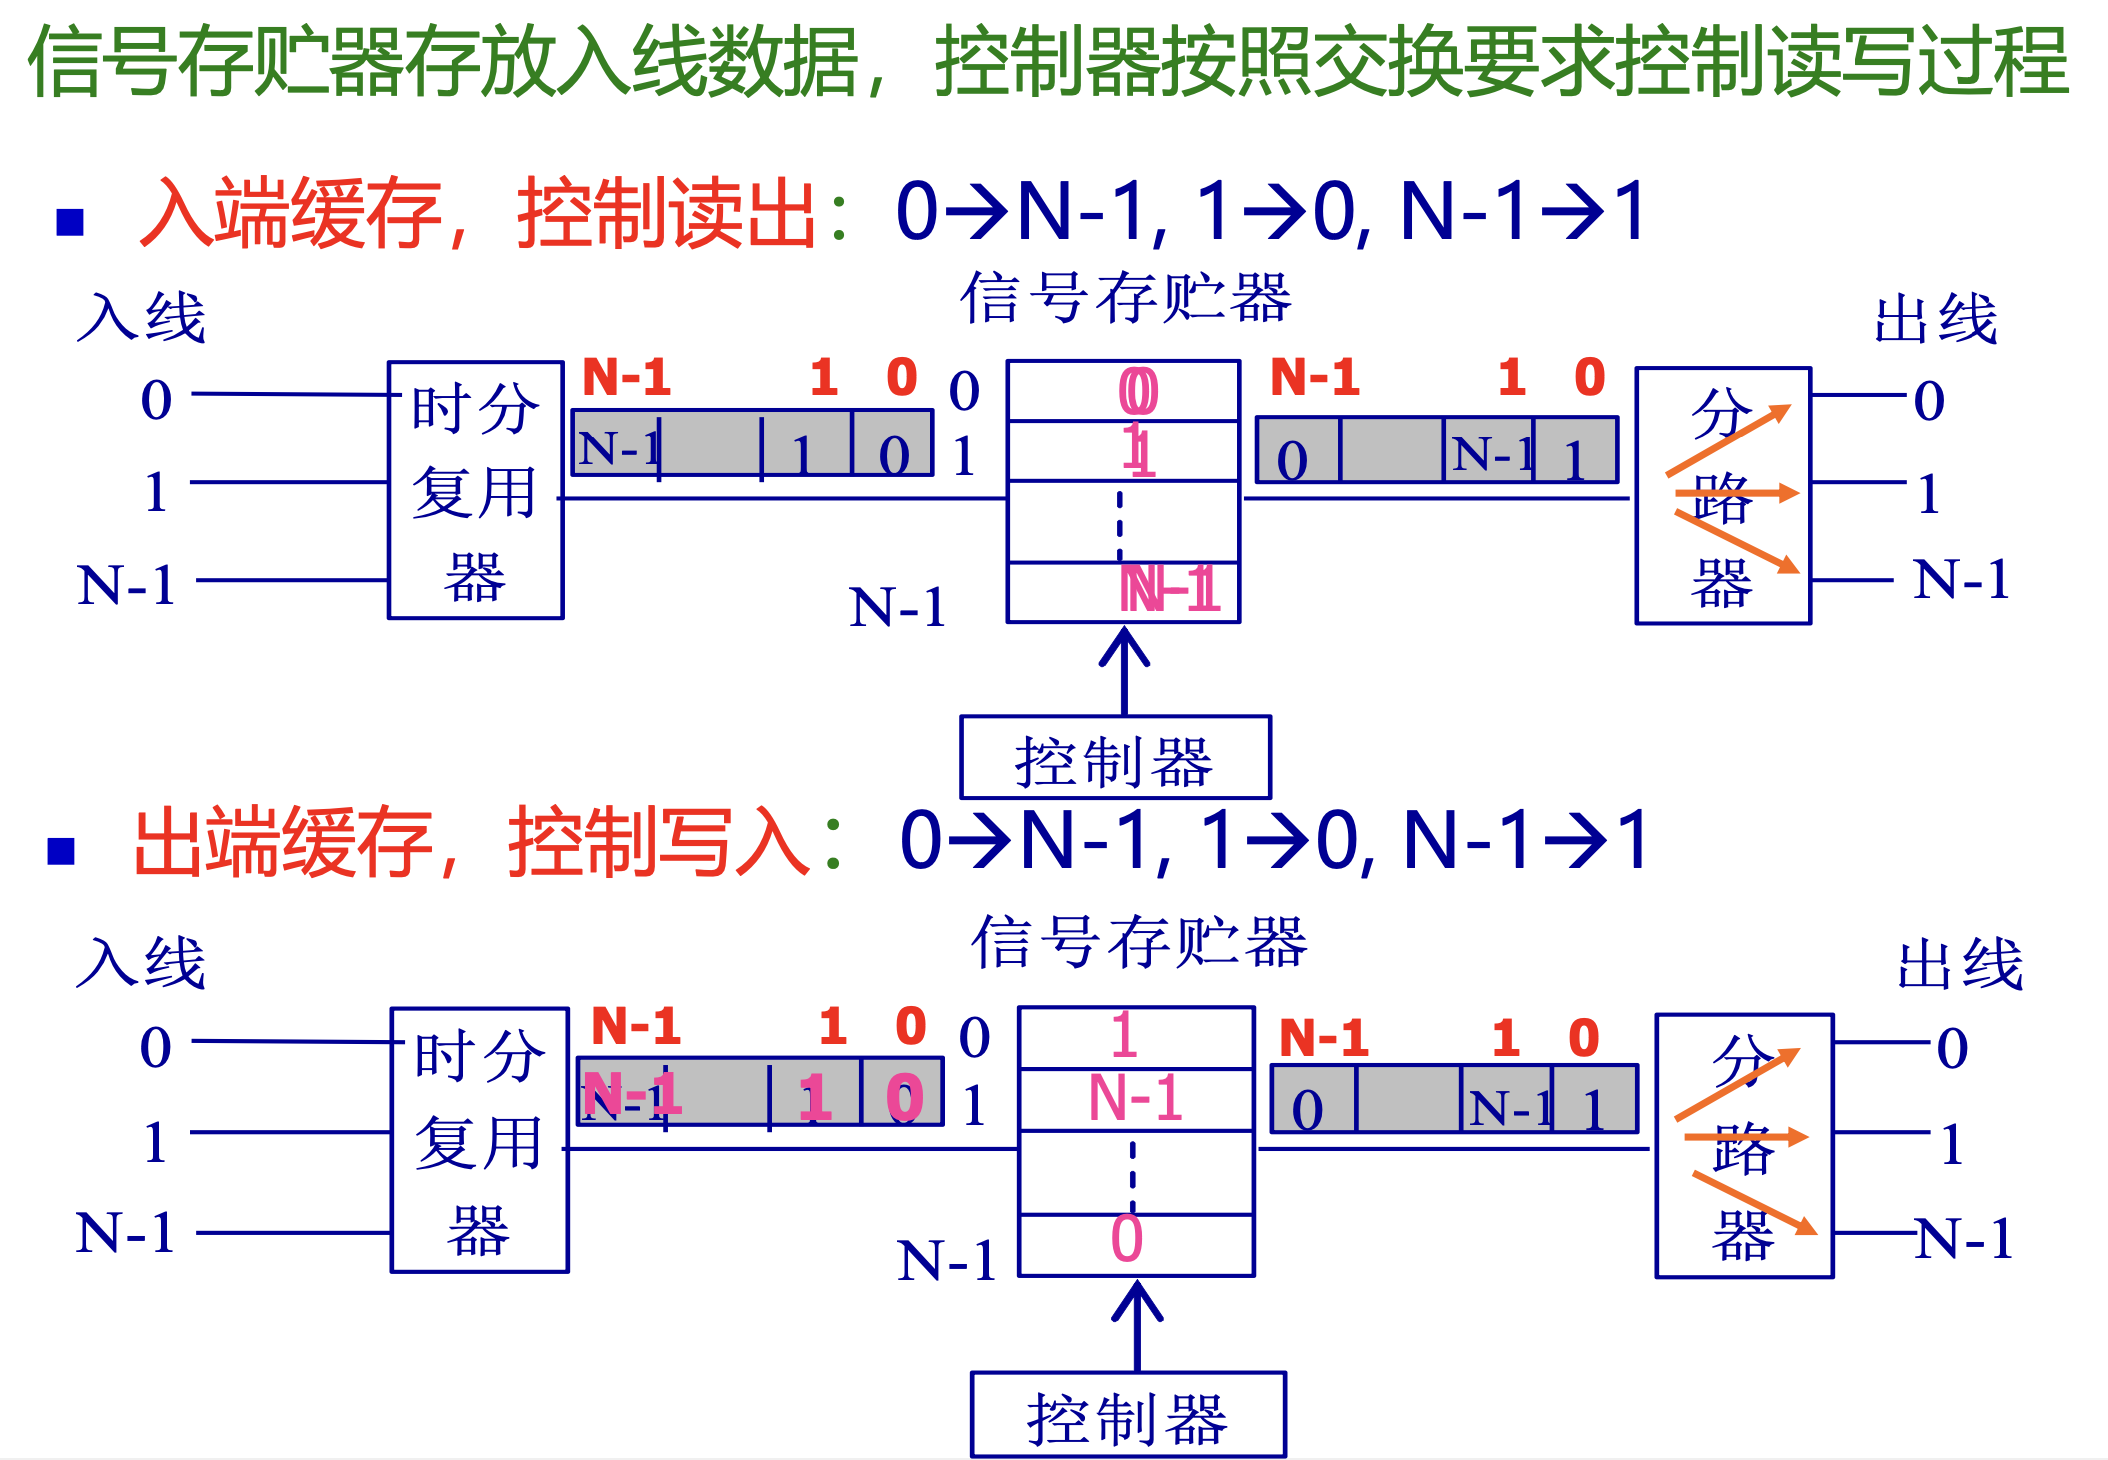 信号存贮器存放入线数据，控制器按照交换要求控制读写过程
■ 入端缓存，控制读出：0→N-1, 1→0, N-1→1
信号存贮器
入线
出线
N-1 1 0
N-1 1 0
0
时分
复用
器
N-1 1 0
0
00
0 N-1 1
分
路
器
0
1
1
11
1
N-1
N-1
NN-11
N-1
控制器
■ 出端缓存，控制写入：0→N-1, 1→0, N-1→1
信号存贮器
入线
出线
N-1 1 0
N-1 1 0
0
时分
复用
器
N-1 1 0
N-1 1 0
0
1
0 N-1 1
分
路
器
0
1
1
N-1
1
N-1
N-1
0
N-1
控制器